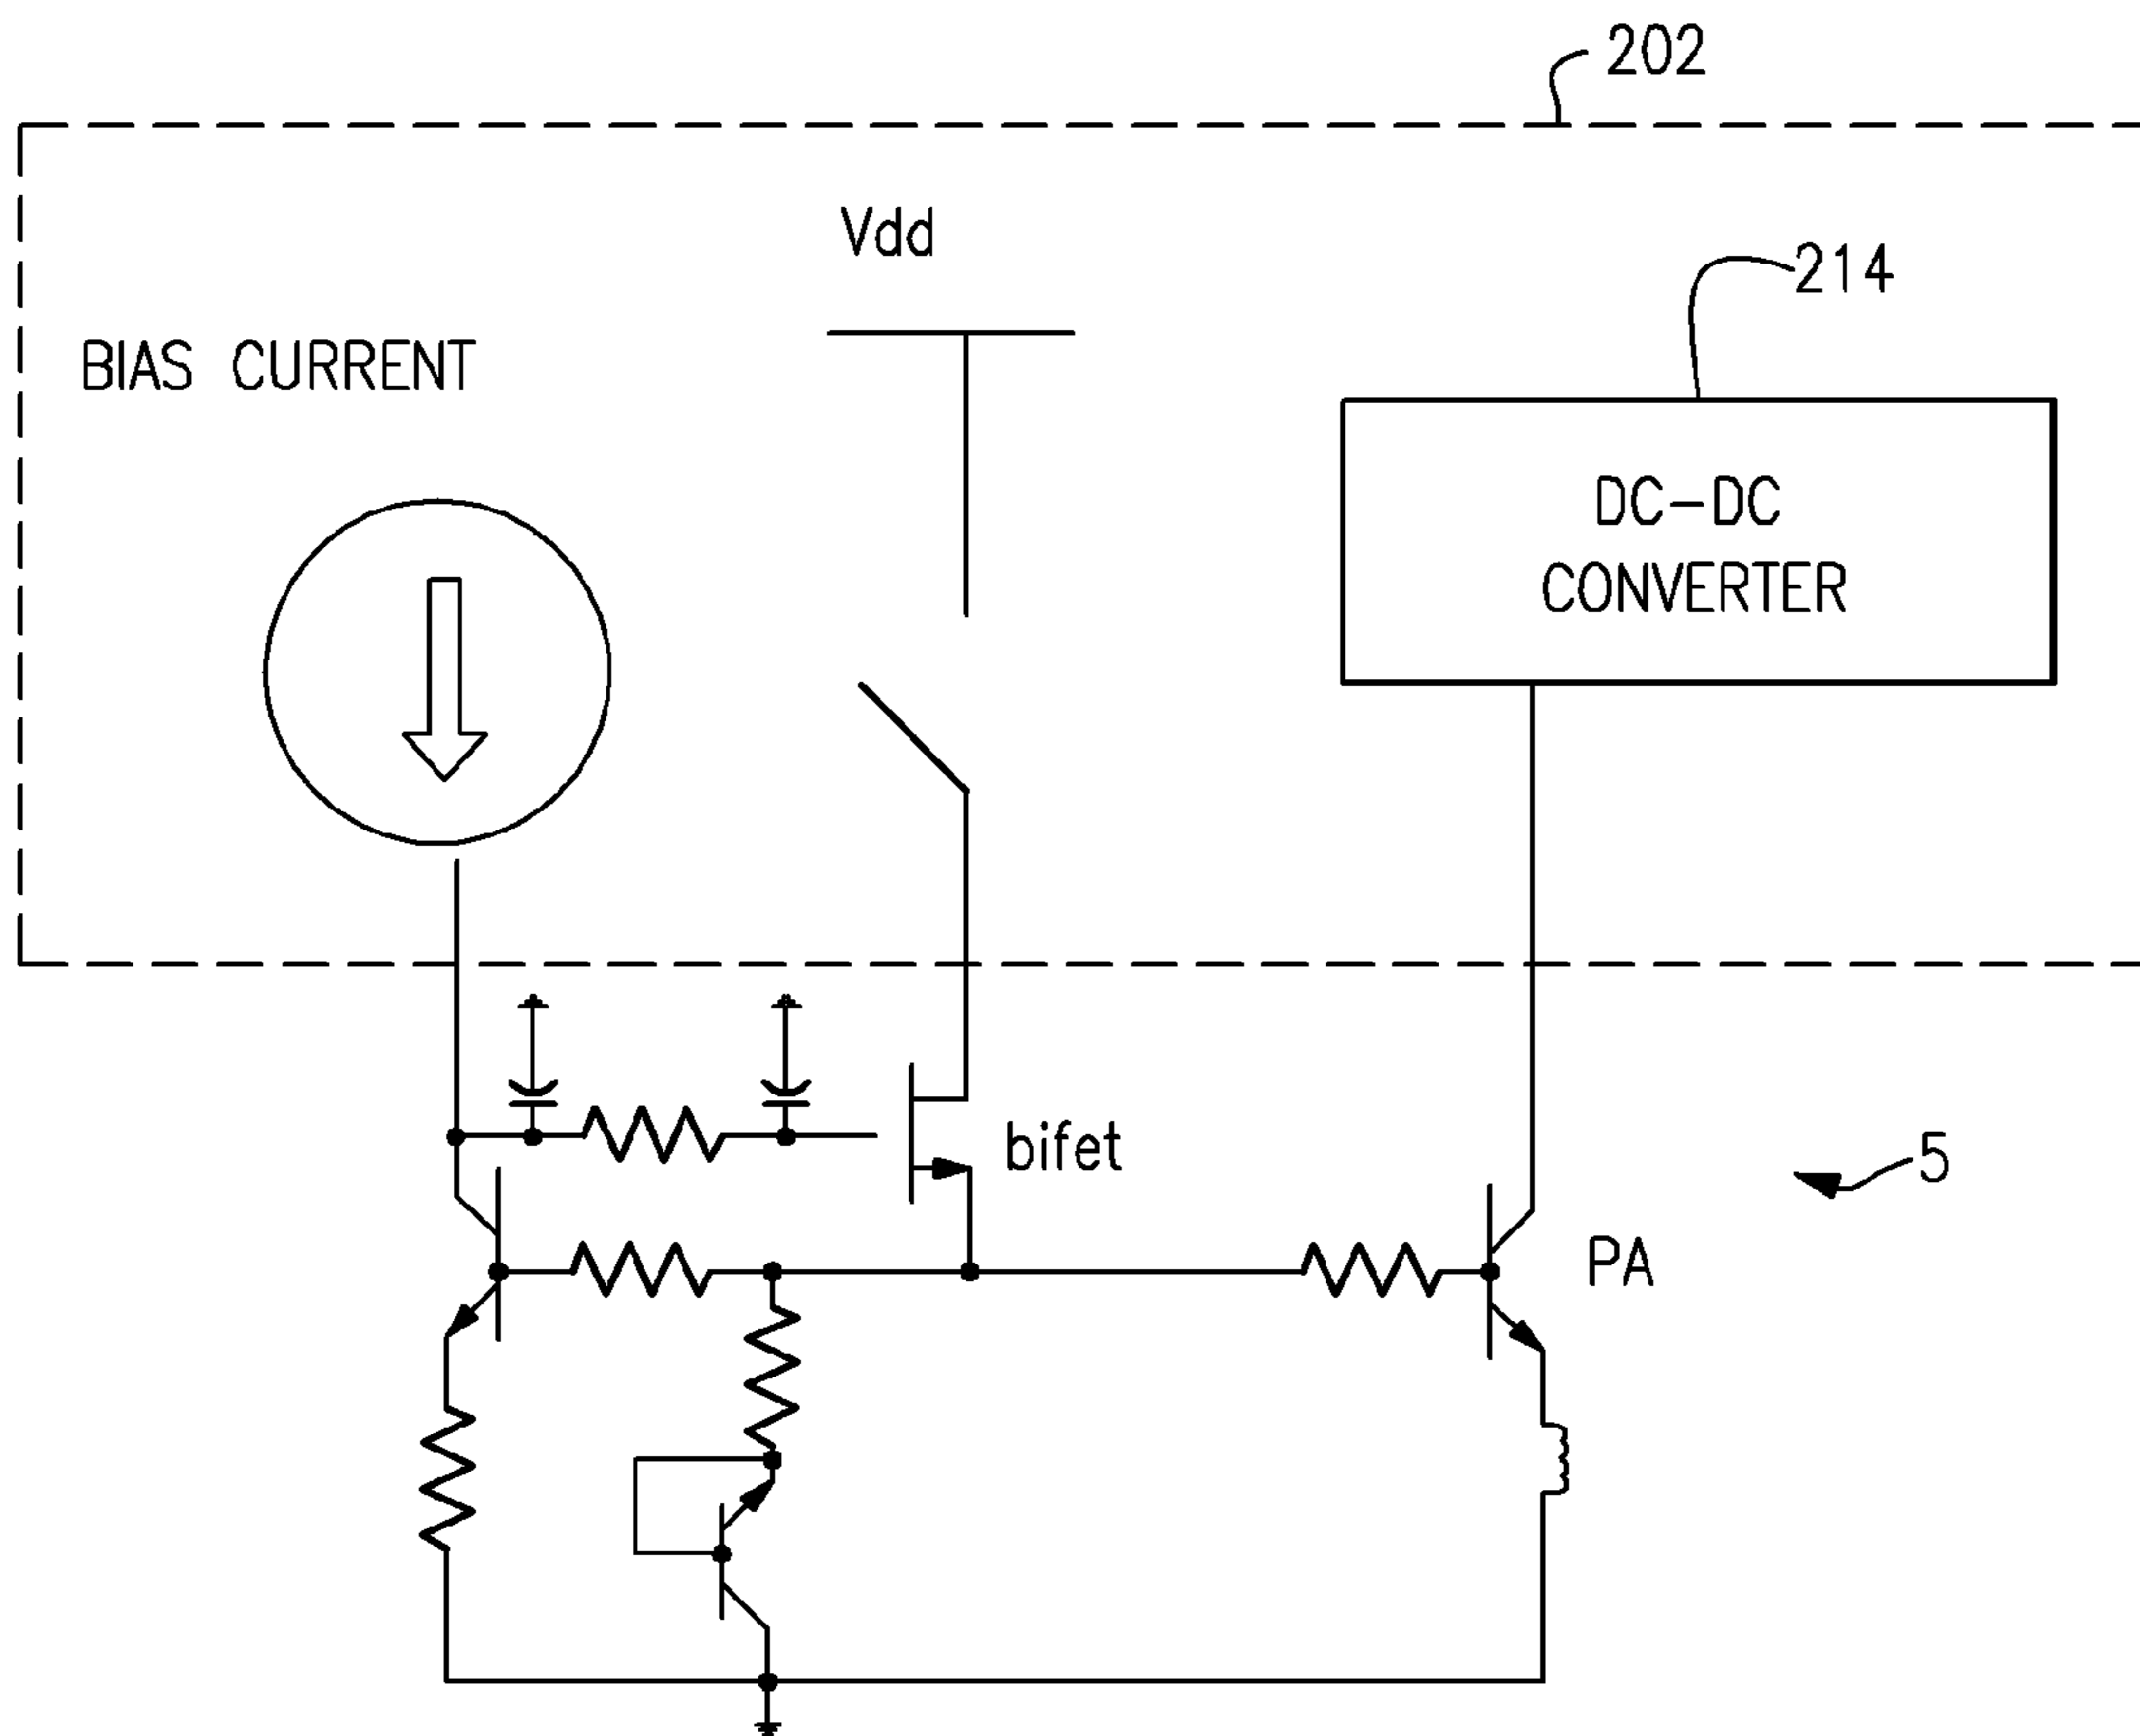 202
Vdd
214
BIAS CURRENT
DC-DC
CONVERTER
bifet
5
PA